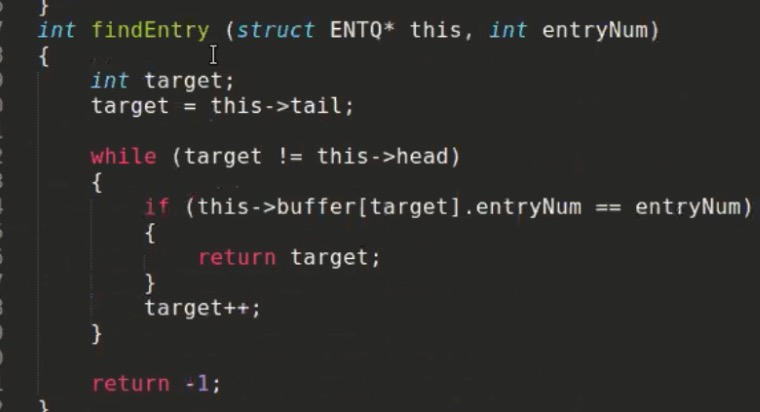 }
int findEntry (struct ENTQ* this, int entryNum)
{
int target;
target = this->tail;
while (target != this->head)
{
if (this->buffer[target].entryNum == entryNum)
{
return target;
}
target++;
}
return -1;
}